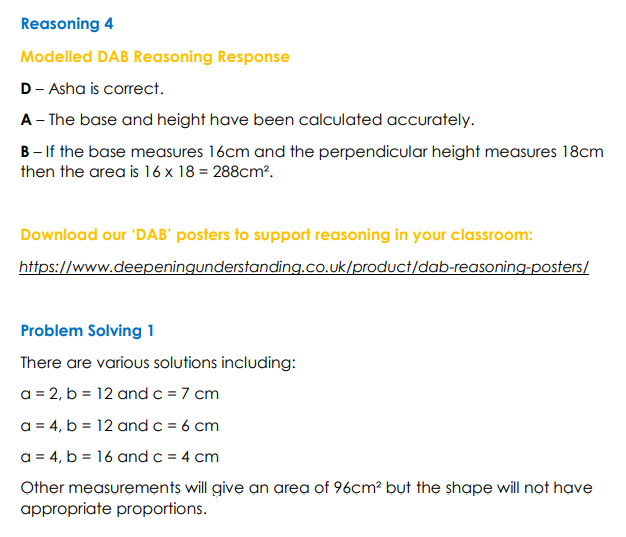 Reasoning 4
Modelled DAB Reasoning Response
D – Asha is correct.
A – The base and height have been calculated accurately.
B – If the base measures 16cm and the perpendicular height measures 18cm
then the area is 16 x 18 = 288cm².
Download our ‘DAB’ posters to support reasoning in your classroom:
https://www.deepeningunderstanding.co.uk/product/dab-reasoning-posters/
Problem Solving 1
There are various solutions including:
a = 2, b = 12 and c = 7 cm
a = 4, b = 12 and c = 6 cm
a = 4, b = 16 and c = 4 cm
Other measurements will give an area of 96cm² but the shape will not have
appropriate proportions.